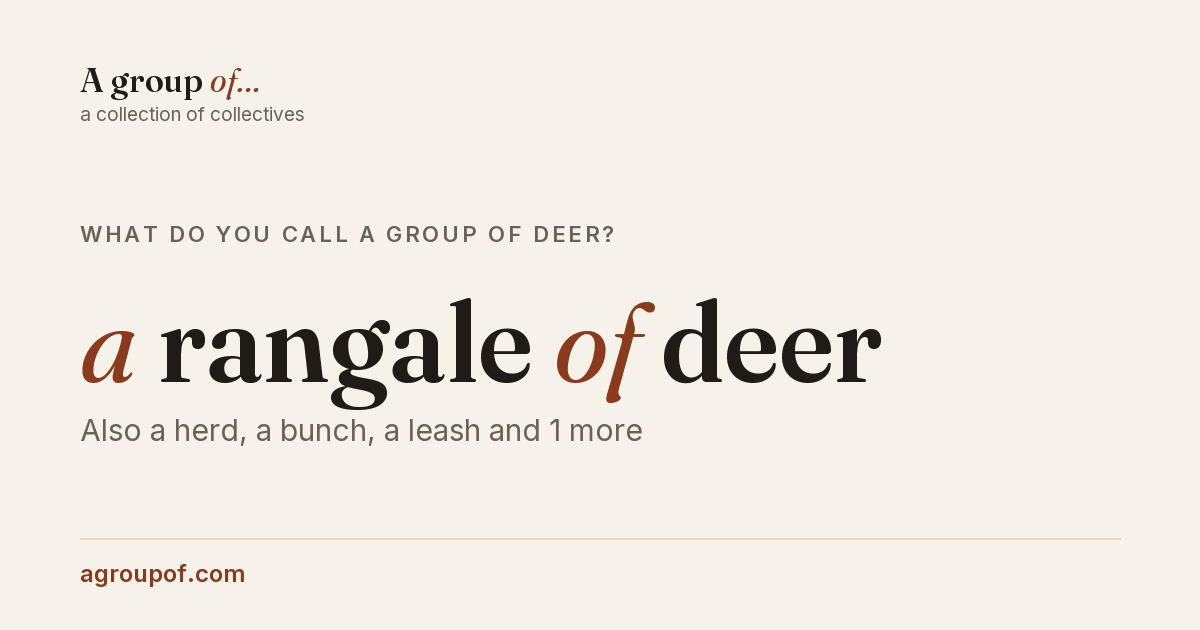 A group of...
a collection of collectives
WHAT DO YOU CALL A GROUP OF DEER?
a rangale of deer
Also a herd, a bunch, a leash and 1 more
agroupof.com